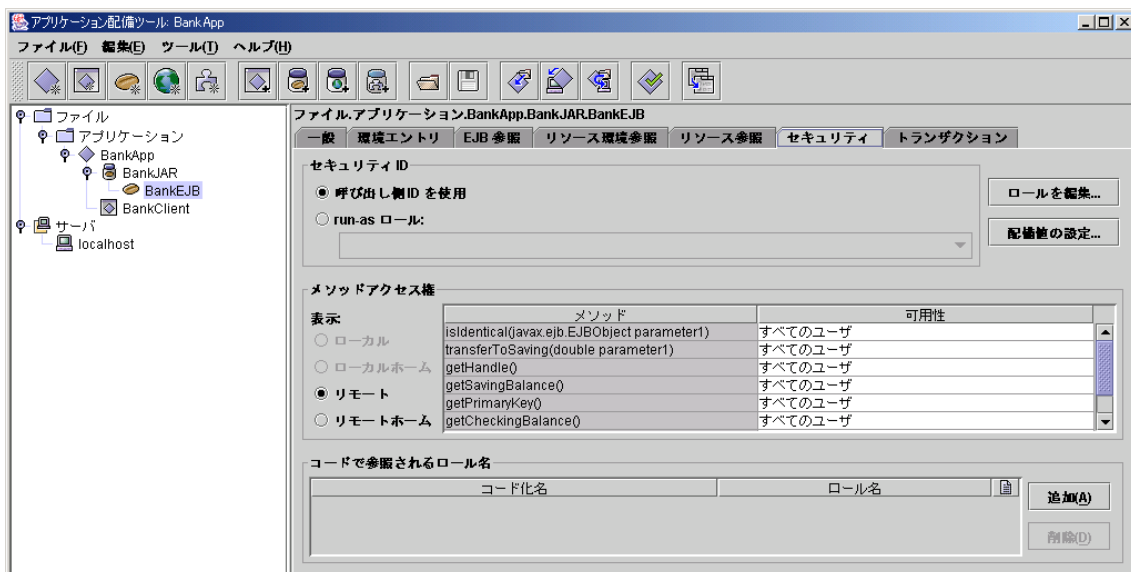 アプリケーション配備ツール: BankApp
ファイル(F) 編集(E) ツール(T) ヘルプ(H)
ファイル
アプリケーション
BankApp
BankJAR
BankEJB
BankClient
サーバ
localhost
ファイル.アプリケーション.BankApp.BankJAR.BankEJB
一般 環境エントリ EJB 参照 リソース環境参照 リソース参照 セキュリティ トランザクション
セキュリティ ID
呼び出し側ID を使用
run-as ロール:
ロールを編集...
配備値の設定...
メソッドアクセス権
表示:
ローカル
ローカルホーム
リモート
リモートホーム
メソッド 可用性
isIdentical(javax.ejb.EJBObject parameter1) すべてのユーザ
transferToSaving(double parameter1) すべてのユーザ
getHandle() すべてのユーザ
getSavingBalance() すべてのユーザ
getPrimaryKey() すべてのユーザ
getCheckingBalance() すべてのユーザ
コードで参照されるロール名
コード化名 ロール名
追加(A)
削除(D)